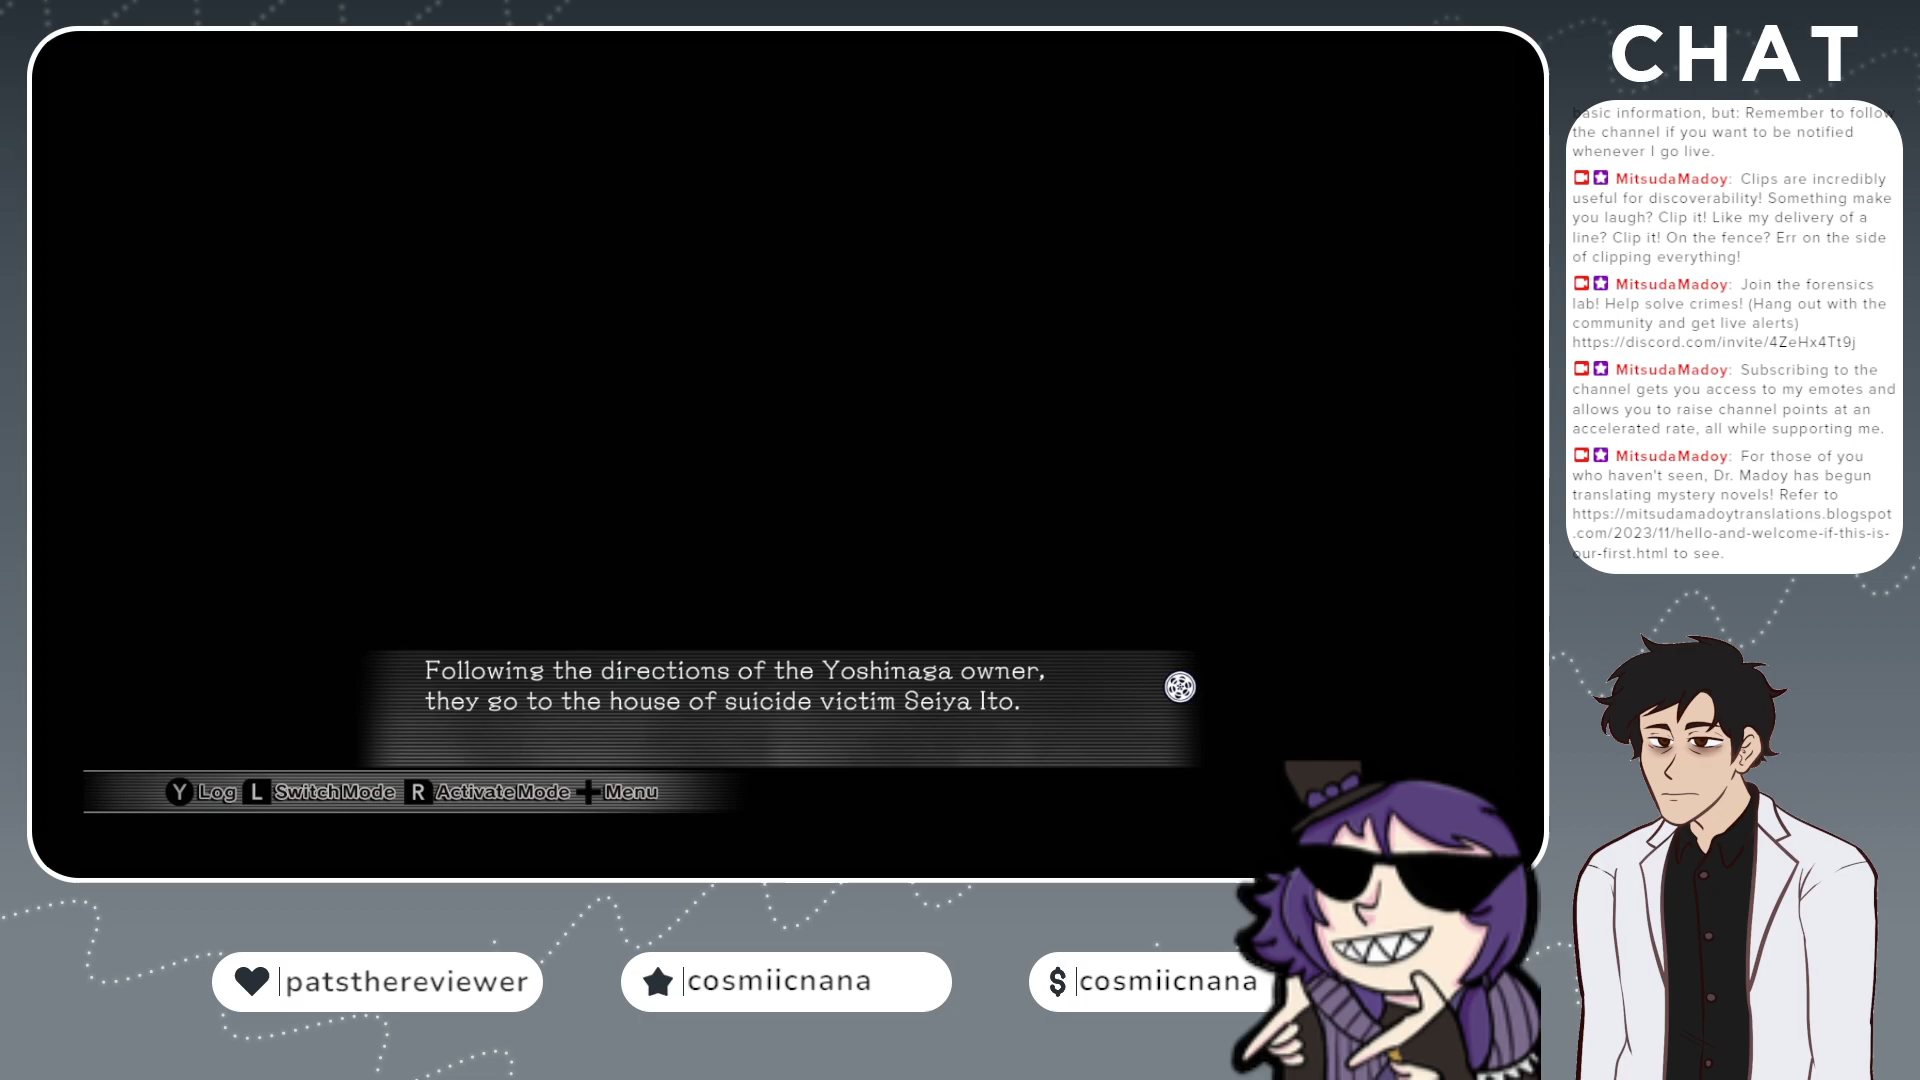 CHAT
basic information, but: Remember to follow
the channel if you want to be notified
whenever I go live.
MitsudaMadoy: Clips are incredibly
useful for discoverability! Something make
you laugh? Clip it! Like my delivery of a
line? Clip it! On the fence? Err on the side
of clipping everything!
MitsudaMadoy: Join the forensics
lab! Help solve crimes! (Hang out with the
community and get live alerts)
https://discord.com/invite/4ZeHx4Tt9j
MitsudaMadoy: Subscribing to the
channel gets you access to my emotes and
allows you to raise channel points at an
accelerated rate, all while supporting me.
MitsudaMadoy: For those of you
who haven't seen, Dr. Madoy has begun
translating mystery novels! Refer to
https://mitsudamadoytranslations.blogspot
.com/2023/11/hello-and-welcome-if-this-is-
our-first.html to see.
Following the directions of the Yoshinaga owner,
they go to the house of suicide victim Seiya Ito.
Y Log L SwitchMode R ActivateMode Menu
patsthereviewer
cosmiicnana
$ cosmiicnana